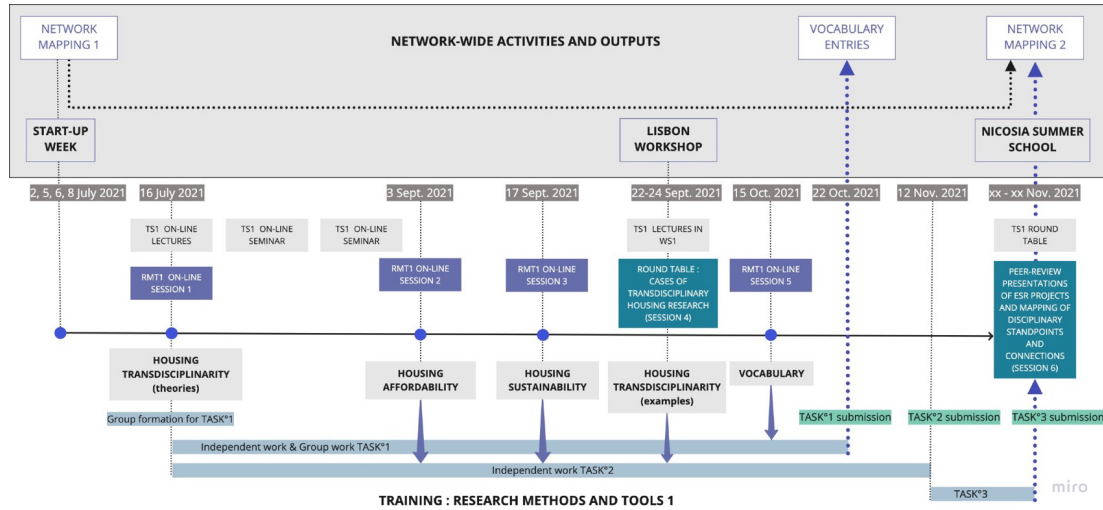 NETWORK
MAPPING 1
NETWORK-WIDE ACTIVITIES AND OUTPUTS
VOCABULARY
ENTRIES
NETWORK
MAPPING 2
START-UP
WEEK
LISBON
WORKSHOP
NICOSIA SUMMER
SCHOOL
2, 5, 6, 8 July 2021
16 July 2021
3 Sept. 2021
17 Sept. 2021
22-24 Sept. 2021
15 Oct. 2021
22 Oct. 2021
12 Nov. 2021
xx - xx Nov. 2021
TS1 ON-LINE
LECTURES
TS1 ON-LINE
SEMINAR
TS1 ON-LINE
SEMINAR
TS1 LECTURES IN
WS1
TS1 ROUND
TABLE
RMT1 ON-LINE
SESSION 1
RMT1 ON-LINE
SESSION 2
RMT1 ON-LINE
SESSION 3
ROUND TABLE :
CASES OF
TRANSDISCIPLINARY
HOUSING RESEARCH
(SESSION 4)
RMT1 ON-LINE
SESSION 5
PEER-REVIEW
PRESENTATIONS
OF ESR PROJECTS
AND MAPPING OF
DISCIPLINARY
STANDPOINTS
AND
CONNECTIONS
(SESSION 6)
HOUSING
TRANSDISCIPLINARITY
(theories)
HOUSING
AFFORDABILITY
HOUSING
SUSTAINABILITY
HOUSING
TRANSDISCIPLINARITY
(examples)
VOCABULARY
Group formation for TASK°1
TASK°1 submission
TASK°2 submission
TASK°3 submission
Independent work & Group work TASK°1
Independent work TASK°2
TASK°3
TRAINING : RESEARCH METHODS AND TOOLS 1
miro